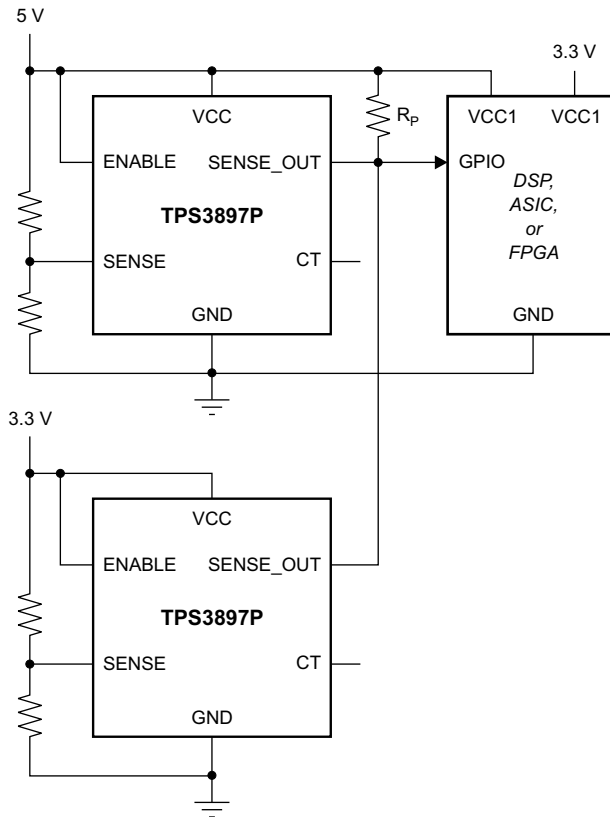 5 V
3.3 V
VCC
R_P
VCC1 VCC1
ENABLE SENSE_OUT
GPIO
DSP,
ASIC,
or
FPGA
TPS3897P
SENSE CT
GND
GND
3.3 V
VCC
ENABLE SENSE_OUT
TPS3897P
SENSE CT
GND